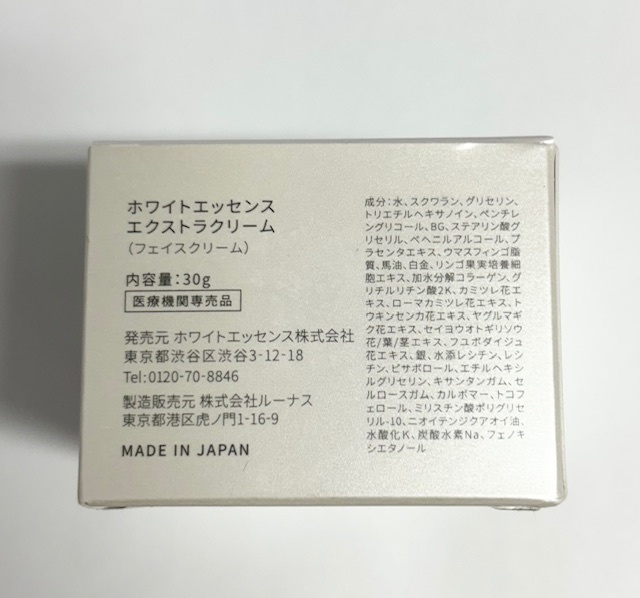 ホワイトエッセンス
エクストラクリーム
（フェイスクリーム）
内容量：30g
医療機関専売品
発売元 ホワイトエッセンス株式会社
東京都渋谷区渋谷3-12-18
Tel:0120-70-8846
製造販売元 株式会社ルーナス
東京都港区虎ノ門1-16-9
MADE IN JAPAN
成分：水、スクワラン、グリセリン、
トリエチルヘキサノイン、ペンチレ
ングリコール、BG、ステアリン酸グ
リセリル、ベヘニルアルコール、プ
ラセンタエキス、ウマスフィンゴ脂
質、馬油、白金、リンゴ果実培養細
胞エキス、加水分解コラーゲン、グ
リチルリチン酸2K、カミツレ花エ
キス、ローマカミツレ花エキス、ト
ウキンセンカ花エキス、ヤグルマギ
ク花エキス、セイヨウオトギリソウ
花/葉/茎エキス、フユボダイジュ
花エキス、銀、水添レシチン、レシ
チン、ビサボロール、エチルヘキシ
ルグリセリン、キサンタンガム、セ
ルロースガム、カルボマー、トコフ
ェロール、ミリスチン酸ポリグリセ
リル-10、ニオイテンジクアオイ油、
水酸化K、炭酸水素Na、フェノキ
シエタノール